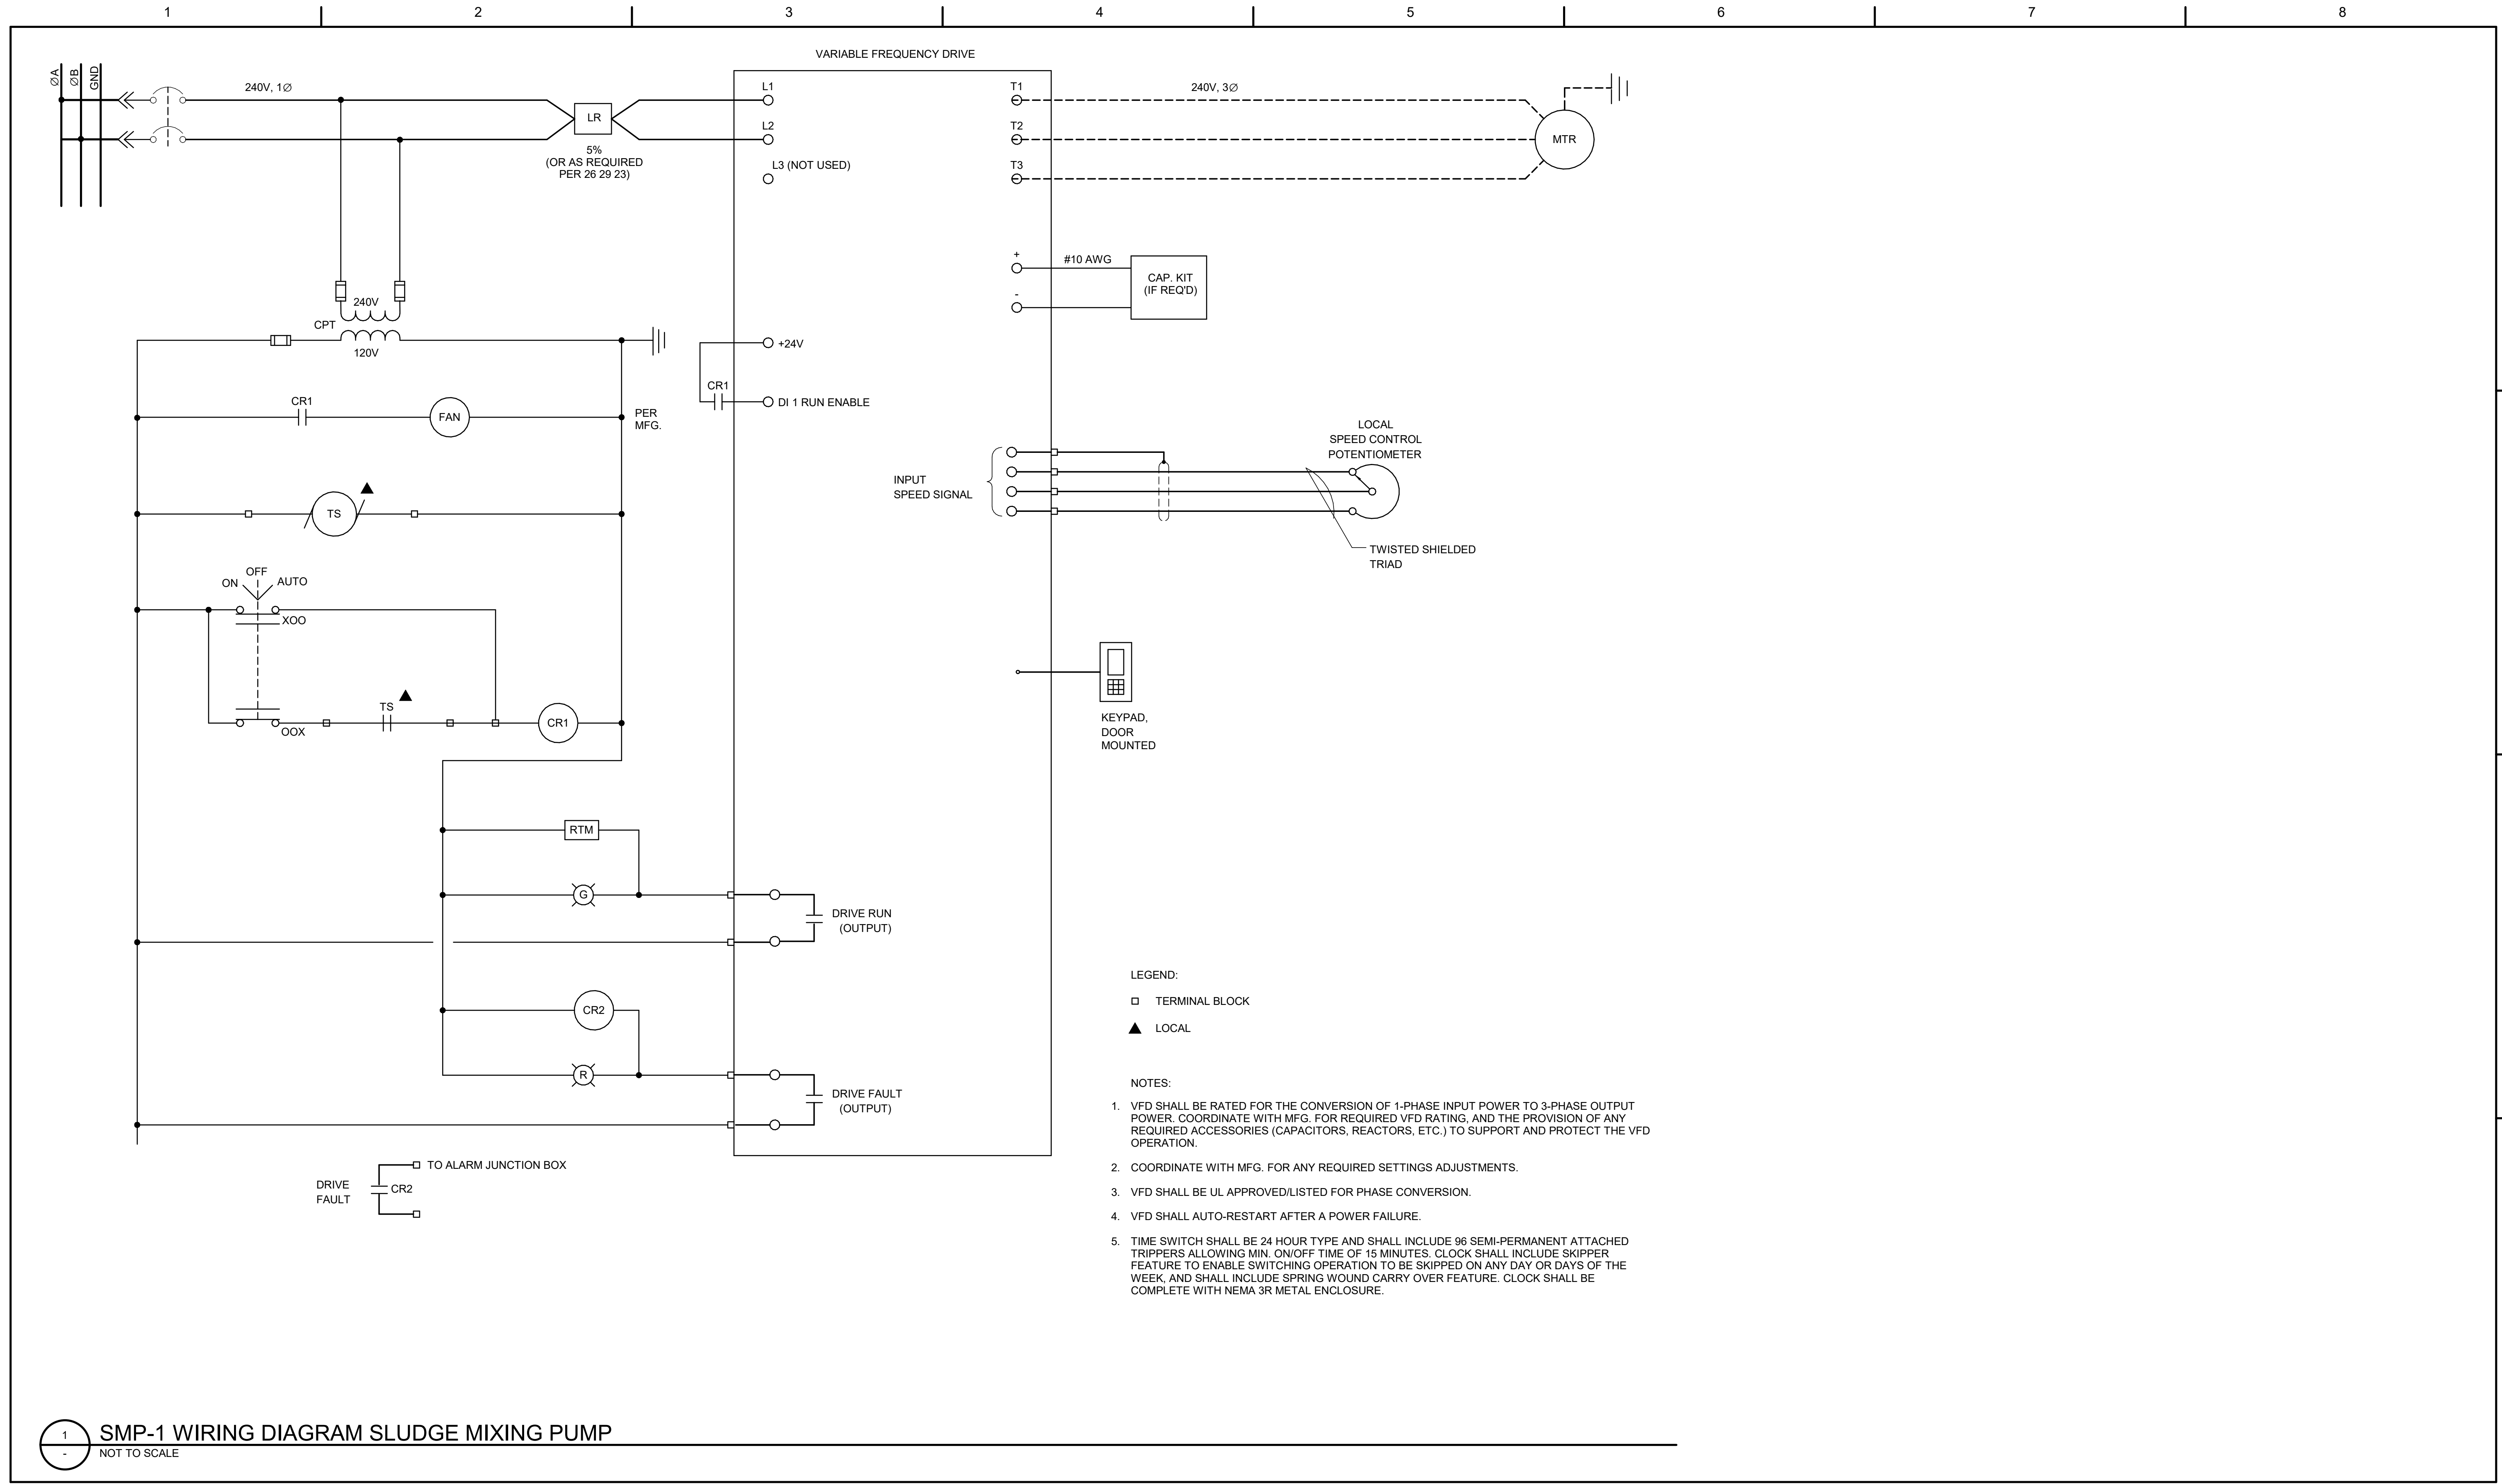 1
2
3
4
5
6
7
8
VARIABLE FREQUENCY DRIVE
∅A
∅B
GND
240V, 1∅
LR
5%
(OR AS REQUIRED
PER 26 29 23)
L1
L2
L3 (NOT USED)
T1
T2
T3
240V, 3∅
MTR
+
-
#10 AWG
CAP. KIT
(IF REQ'D)
240V
CPT
120V
+24V
CR1
DI 1 RUN ENABLE
CR1
FAN
PER
MFG.
INPUT
SPEED SIGNAL
LOCAL
SPEED CONTROL
POTENTIOMETER
TWISTED SHIELDED
TRIAD
TS
OFF
ON
AUTO
XOO
OOX
TS
CR1
KEYPAD,
DOOR
MOUNTED
RTM
G
DRIVE RUN
(OUTPUT)
CR2
R
DRIVE FAULT
(OUTPUT)
TO ALARM JUNCTION BOX
DRIVE
FAULT
CR2
LEGEND:
TERMINAL BLOCK
LOCAL
NOTES:
1. VFD SHALL BE RATED FOR THE CONVERSION OF 1-PHASE INPUT POWER TO 3-PHASE OUTPUT
POWER. COORDINATE WITH MFG. FOR REQUIRED VFD RATING, AND THE PROVISION OF ANY
REQUIRED ACCESSORIES (CAPACITORS, REACTORS, ETC.) TO SUPPORT AND PROTECT THE VFD
OPERATION.
2. COORDINATE WITH MFG. FOR ANY REQUIRED SETTINGS ADJUSTMENTS.
3. VFD SHALL BE UL APPROVED/LISTED FOR PHASE CONVERSION.
4. VFD SHALL AUTO-RESTART AFTER A POWER FAILURE.
5. TIME SWITCH SHALL BE 24 HOUR TYPE AND SHALL INCLUDE 96 SEMI-PERMANENT ATTACHED
TRIPPERS ALLOWING MIN. ON/OFF TIME OF 15 MINUTES. CLOCK SHALL INCLUDE SKIPPER
FEATURE TO ENABLE SWITCHING OPERATION TO BE SKIPPED ON ANY DAY OR DAYS OF THE
WEEK, AND SHALL INCLUDE SPRING WOUND CARRY OVER FEATURE. CLOCK SHALL BE
COMPLETE WITH NEMA 3R METAL ENCLOSURE.
1
-
SMP-1 WIRING DIAGRAM SLUDGE MIXING PUMP
NOT TO SCALE